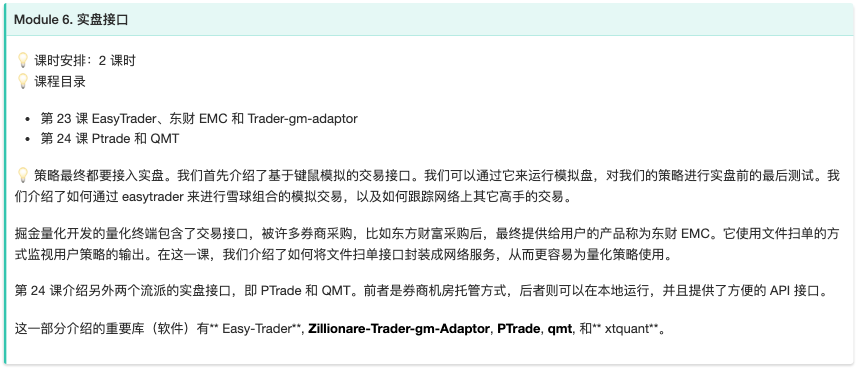 Module 6. 实盘接口
💡 课时安排：2 课时
💡 课程目录
• 第 23 课 EasyTrader、东财 EMC 和 Trader-gm-adaptor
• 第 24 课 Ptrade 和 QMT
💡 策略最终都要接入实盘。我们首先介绍了基于键鼠模拟的交易接口。我们可以通过它来运行模拟盘，对我们的策略进行实盘前的最后测试。我
们介绍了如何通过 easytrader 来进行雪球组合的模拟交易，以及如何跟踪网络上其它高手的交易。
掘金量化开发的量化终端包含了交易接口，被许多券商采购，比如东方财富采购后，最终提供给用户的产品称为东财 EMC。它使用文件扫单的方
式监视用户策略的输出。在这一课，我们介绍了如何将文件扫单接口封装成网络服务，从而更容易为量化策略使用。
第 24 课介绍另外两个流派的实盘接口，即 PTrade 和 QMT。前者是券商机房托管方式，后者则可以在本地运行，并且提供了方便的 API 接口。
这一部分介绍的重要库（软件）有** Easy-Trader**, Zillionare-Trader-gm-Adaptor, PTrade, qmt, 和** xtquant**。